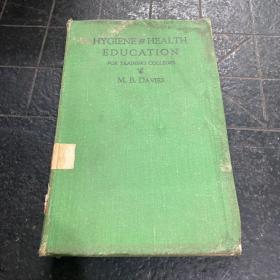 HYGIENE & HEALTH
EDUCATION
FOR TRAINING COLLEGES
M. B. DAVIES